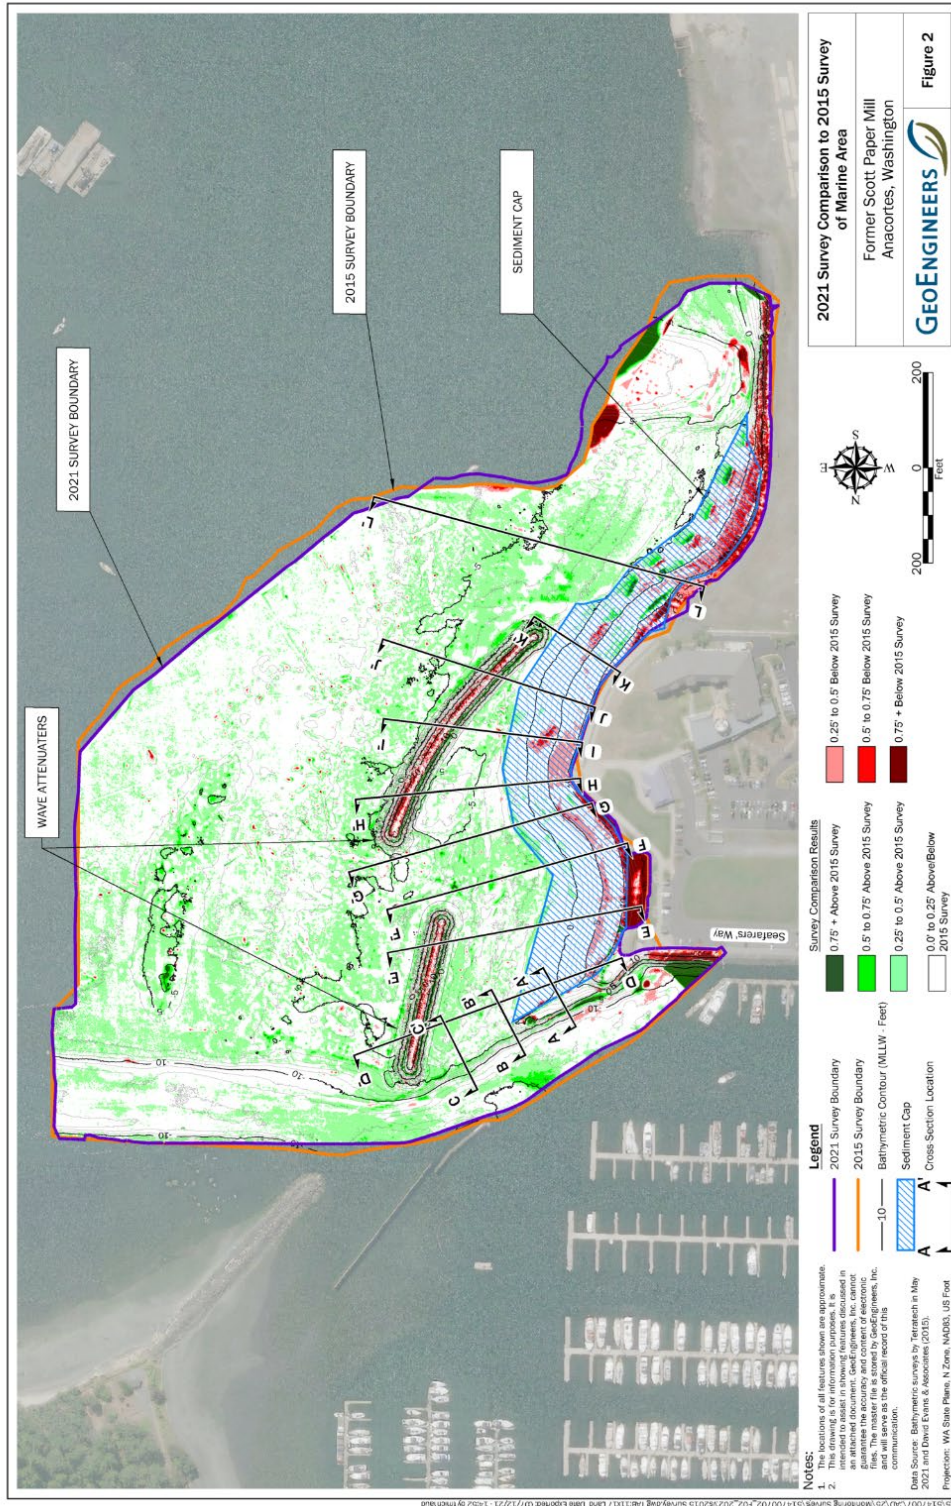 2021 SURVEY BOUNDARY
2015 SURVEY BOUNDARY
SEDIMENT CAP
WAVE ATTENUATERS
L'
L
K'
K
J'
J
I'
I
H'
H
G'
G
F'
F
E'
E
D'
D
C'
C
B'
B
A'
A
Seafarers' Way
Notes:
1. The locations of all features shown are approximate.
2. This drawing is for information purposes. It is
intended to assist in showing features discussed in
an attached document. GeoEngineers, Inc. cannot
guarantee the accuracy and content of electronic
files. The master file is stored by GeoEngineers, Inc.
and will serve as the official record of this
communication.
Data Source: Bathymetric surveys by Tetratech in May
2021 and David Evans & Associates (2015).
Projection: WA State Plane, N Zone, NAD83, US Foot
Legend
2021 Survey Boundary
2015 Survey Boundary
10 Bathymetric Contour (MLLW - Feet)
Sediment Cap
A A' Cross-Section Location
Survey Comparison Results
0.75' + Above 2015 Survey
0.5' to 0.75' Above 2015 Survey
0.25' to 0.5' Above 2015 Survey
0.0' to 0.25' Above/Below
2015 Survey
0.25' to 0.5' Below 2015 Survey
0.5' to 0.75' Below 2015 Survey
0.75' + Below 2015 Survey
N
E
S
W
200 0 200
Feet
2021 Survey Comparison to 2015 Survey
of Marine Area
Former Scott Paper Mill
Anacortes, Washington
GEOENGINEERS
Figure 2